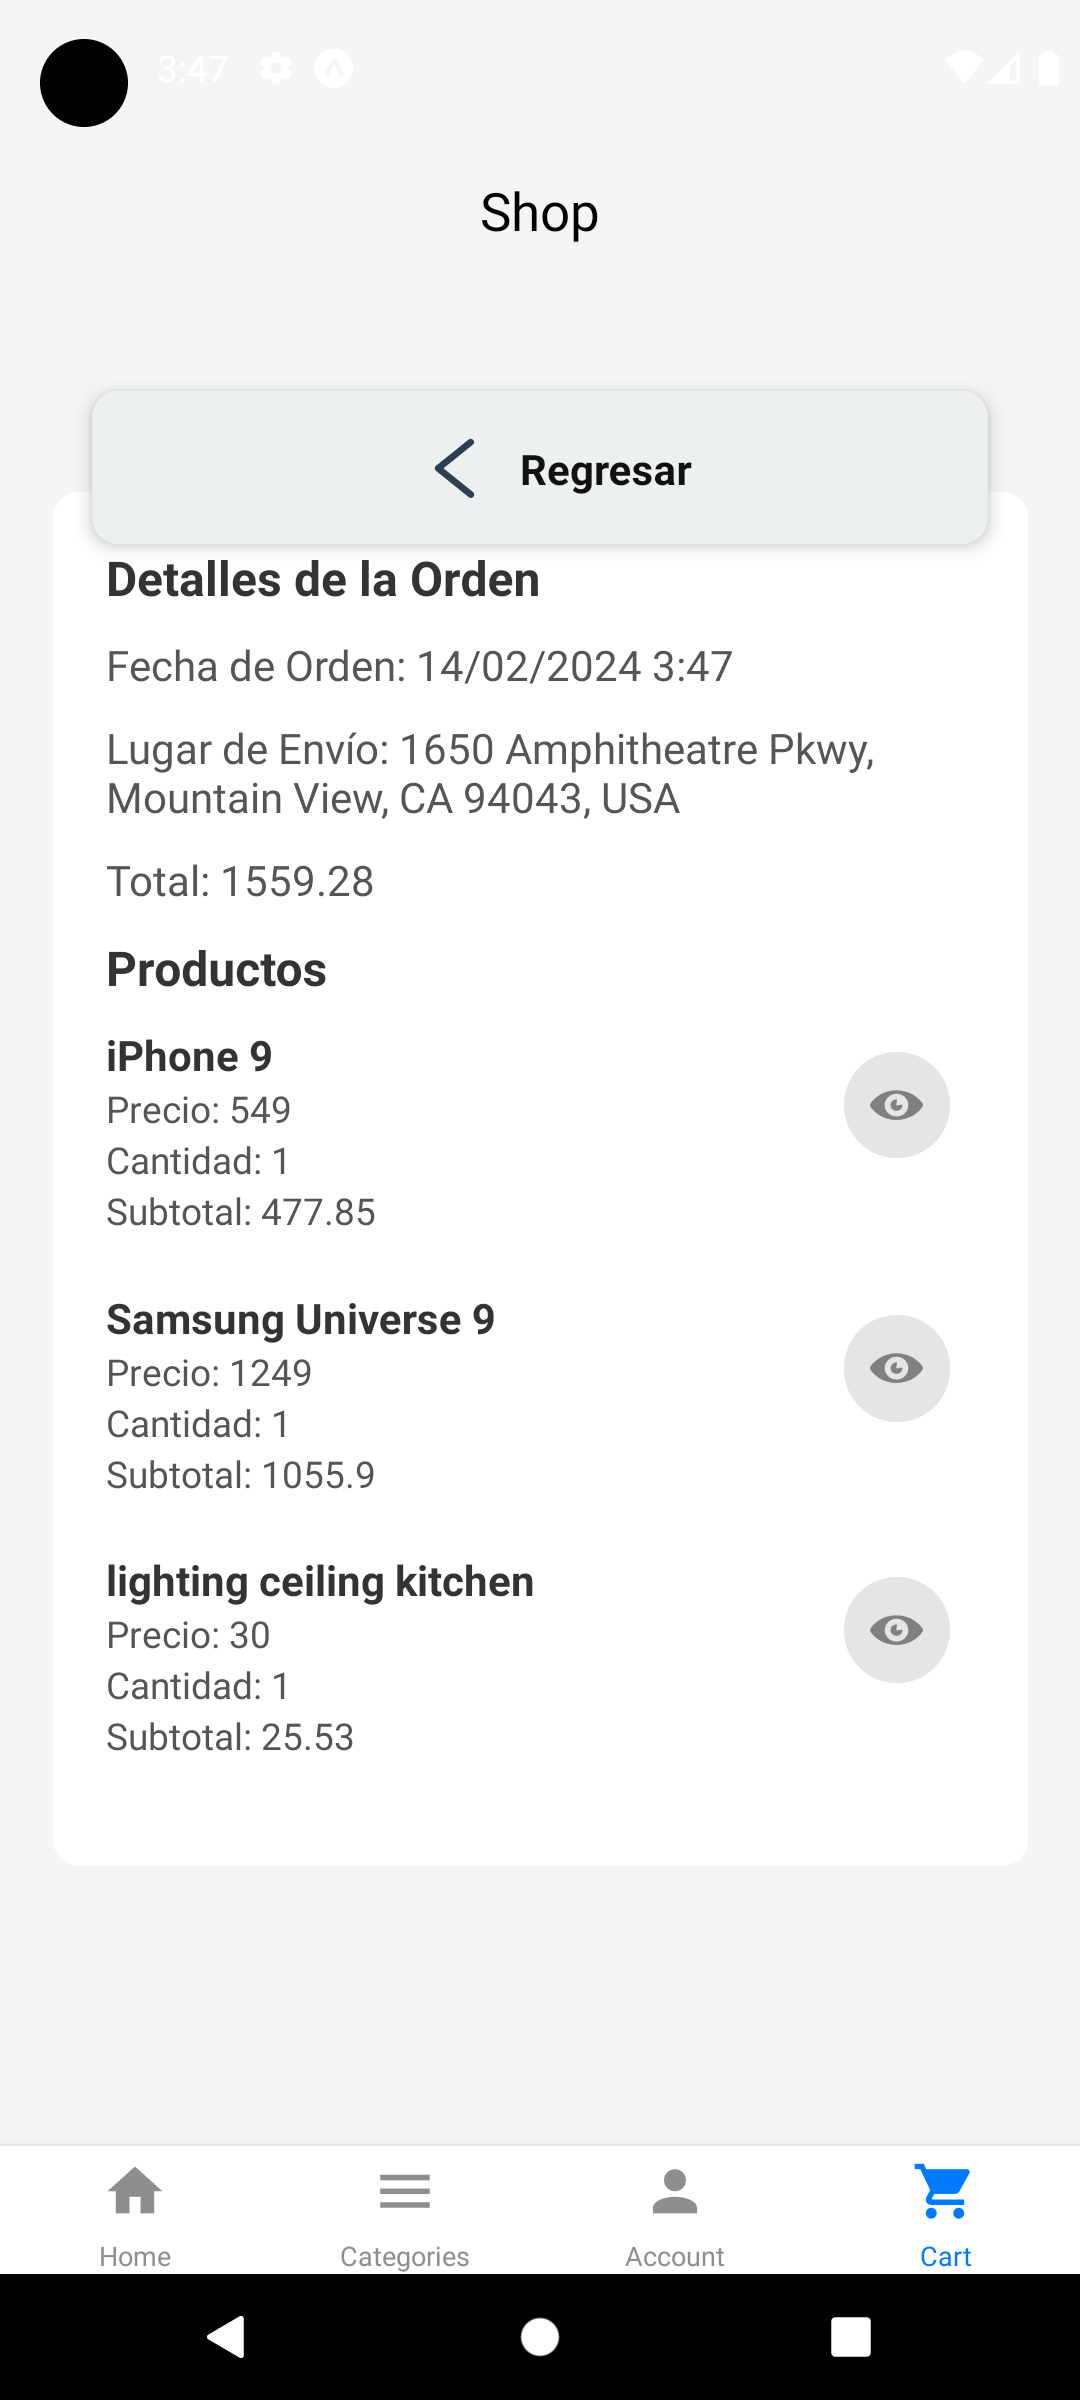 3:47
Shop
Regresar
Detalles de la Orden
Fecha de Orden: 14/02/2024 3:47
Lugar de Envío: 1650 Amphitheatre Pkwy,
Mountain View, CA 94043, USA
Total: 1559.28
Productos
iPhone 9
Precio: 549
Cantidad: 1
Subtotal: 477.85
Samsung Universe 9
Precio: 1249
Cantidad: 1
Subtotal: 1055.9
lighting ceiling kitchen
Precio: 30
Cantidad: 1
Subtotal: 25.53
Home Categories Account Cart